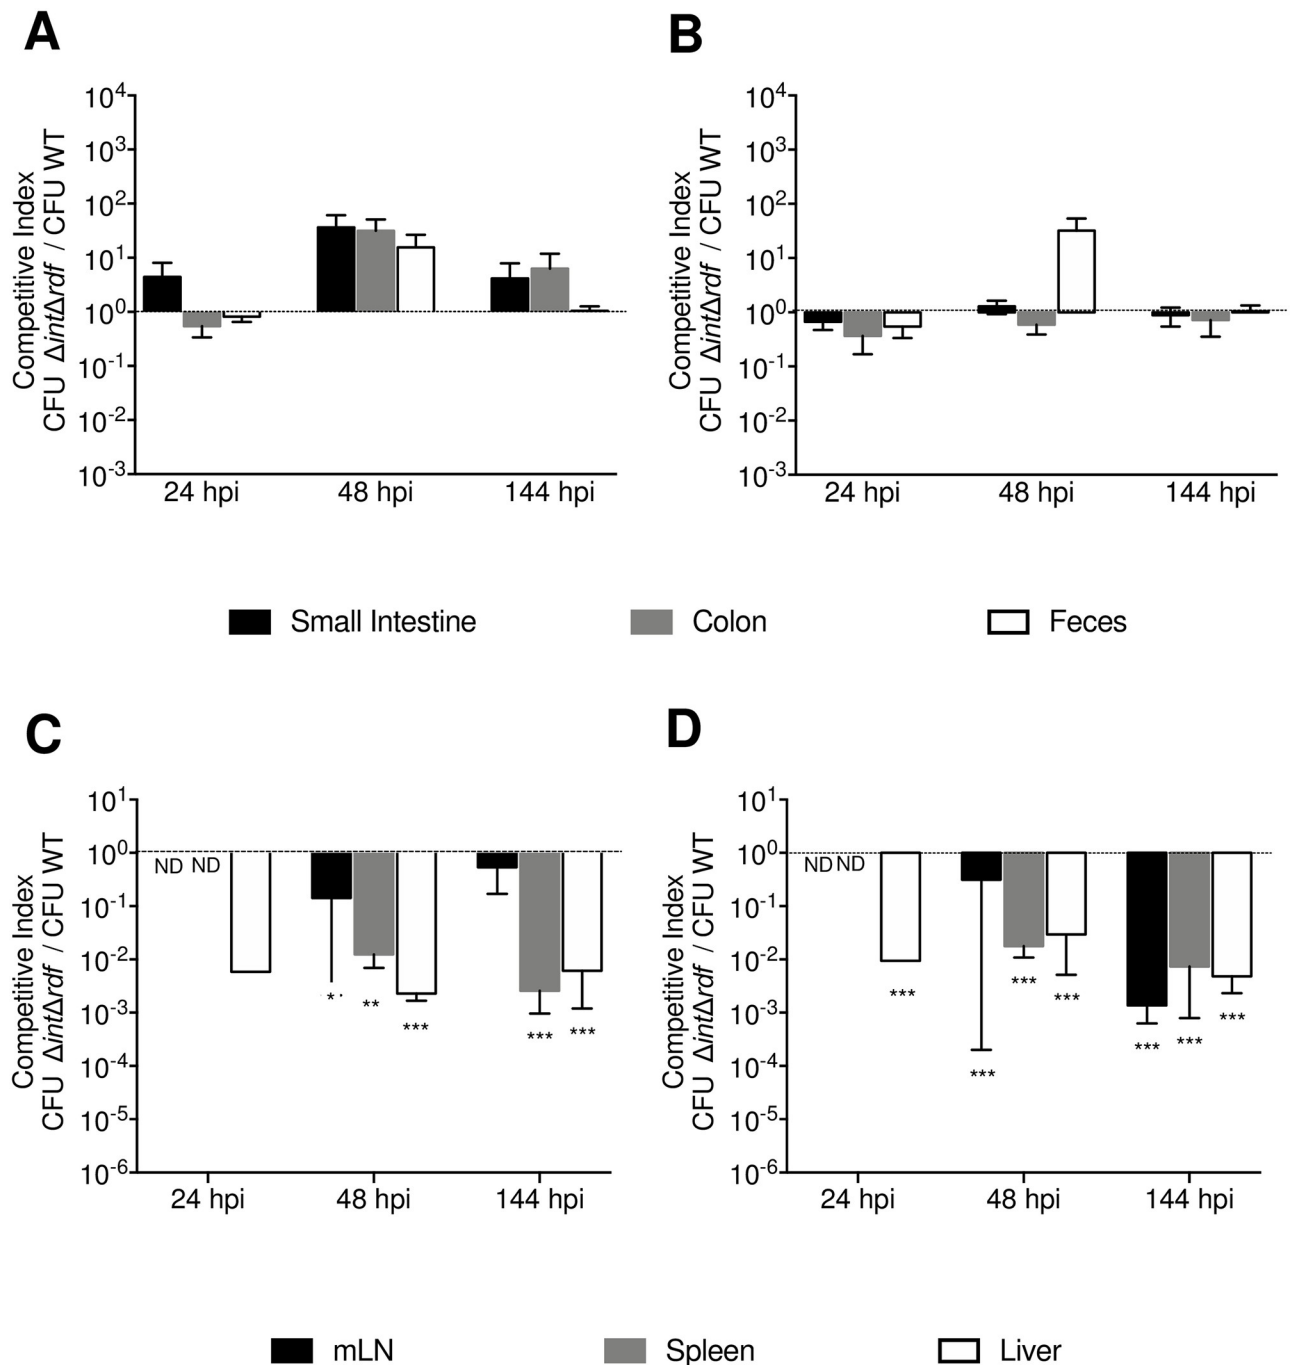 A
Competitive Index
CFU ΔintΔrdf / CFU WT
10⁴
10³
10²
10¹
10⁰
10⁻¹
10⁻²
10⁻³
24 hpi 48 hpi 144 hpi
B
Competitive Index
CFU ΔintΔrdf / CFU WT
10⁴
10³
10²
10¹
10⁰
10⁻¹
10⁻²
10⁻³
24 hpi 48 hpi 144 hpi
Small Intestine Colon Feces
C
Competitive Index
CFU ΔintΔrdf / CFU WT
10¹
10⁰
10⁻¹
10⁻²
10⁻³
10⁻⁴
10⁻⁵
10⁻⁶
ND ND
*
**
***
***
***
24 hpi 48 hpi 144 hpi
D
Competitive Index
CFU ΔintΔrdf / CFU WT
10¹
10⁰
10⁻¹
10⁻²
10⁻³
10⁻⁴
10⁻⁵
10⁻⁶
ND ND
***
***
***
***
***
***
***
24 hpi 48 hpi 144 hpi
mLN Spleen Liver